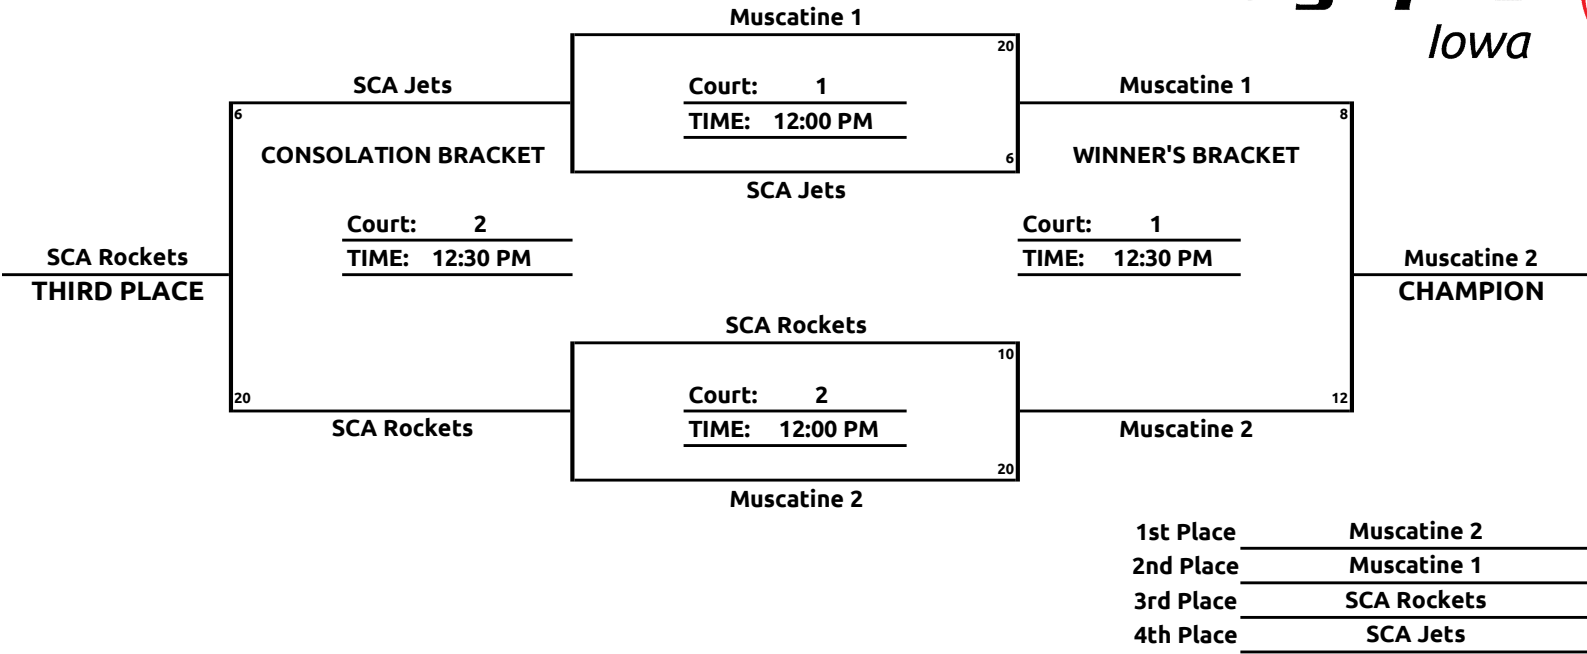 Muscatine 1
20
Iowa
SCA Jets
Court: 1
Muscatine 1
6
TIME: 12:00 PM
8
CONSOLATION BRACKET
6
WINNER'S BRACKET
SCA Jets
Court: 2
Court: 1
SCA Rockets
TIME: 12:30 PM
TIME: 12:30 PM
Muscatine 2
THIRD PLACE
CHAMPION
SCA Rockets
10
20
Court: 2
12
SCA Rockets
TIME: 12:00 PM
Muscatine 2
20
Muscatine 2
1st Place Muscatine 2
2nd Place Muscatine 1
3rd Place SCA Rockets
4th Place SCA Jets